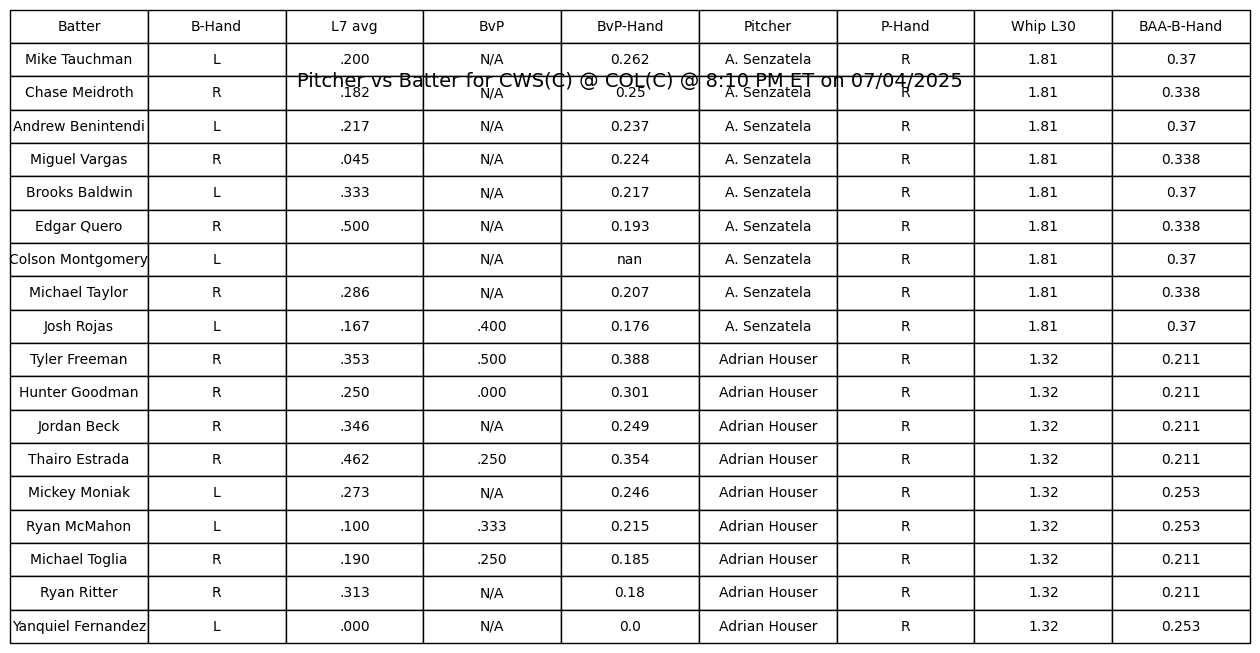 Batter B-Hand L7 avg BvP BvP-Hand Pitcher P-Hand Whip L30 BAA-B-Hand
Mike Tauchman L .200 N/A 0.262 A. Senzatela R 1.81 0.37
Pitcher vs Batter for CWS(C) @ COL(C) @ 8:10 PM ET on 07/04/2025
Chase Meidroth R .182 N/A 0.25 A. Senzatela R 1.81 0.338
Andrew Benintendi L .217 N/A 0.237 A. Senzatela R 1.81 0.37
Miguel Vargas R .045 N/A 0.224 A. Senzatela R 1.81 0.338
Brooks Baldwin L .333 N/A 0.217 A. Senzatela R 1.81 0.37
Edgar Quero R .500 N/A 0.193 A. Senzatela R 1.81 0.338
Colson Montgomery L N/A nan A. Senzatela R 1.81 0.37
Michael Taylor R .286 N/A 0.207 A. Senzatela R 1.81 0.338
Josh Rojas L .167 .400 0.176 A. Senzatela R 1.81 0.37
Tyler Freeman R .353 .500 0.388 Adrian Houser R 1.32 0.211
Hunter Goodman R .250 .000 0.301 Adrian Houser R 1.32 0.211
Jordan Beck R .346 N/A 0.249 Adrian Houser R 1.32 0.211
Thairo Estrada R .462 .250 0.354 Adrian Houser R 1.32 0.211
Mickey Moniak L .273 N/A 0.246 Adrian Houser R 1.32 0.253
Ryan McMahon L .100 .333 0.215 Adrian Houser R 1.32 0.253
Michael Toglia R .190 .250 0.185 Adrian Houser R 1.32 0.211
Ryan Ritter R .313 N/A 0.18 Adrian Houser R 1.32 0.211
Yanquiel Fernandez L .000 N/A 0.0 Adrian Houser R 1.32 0.253